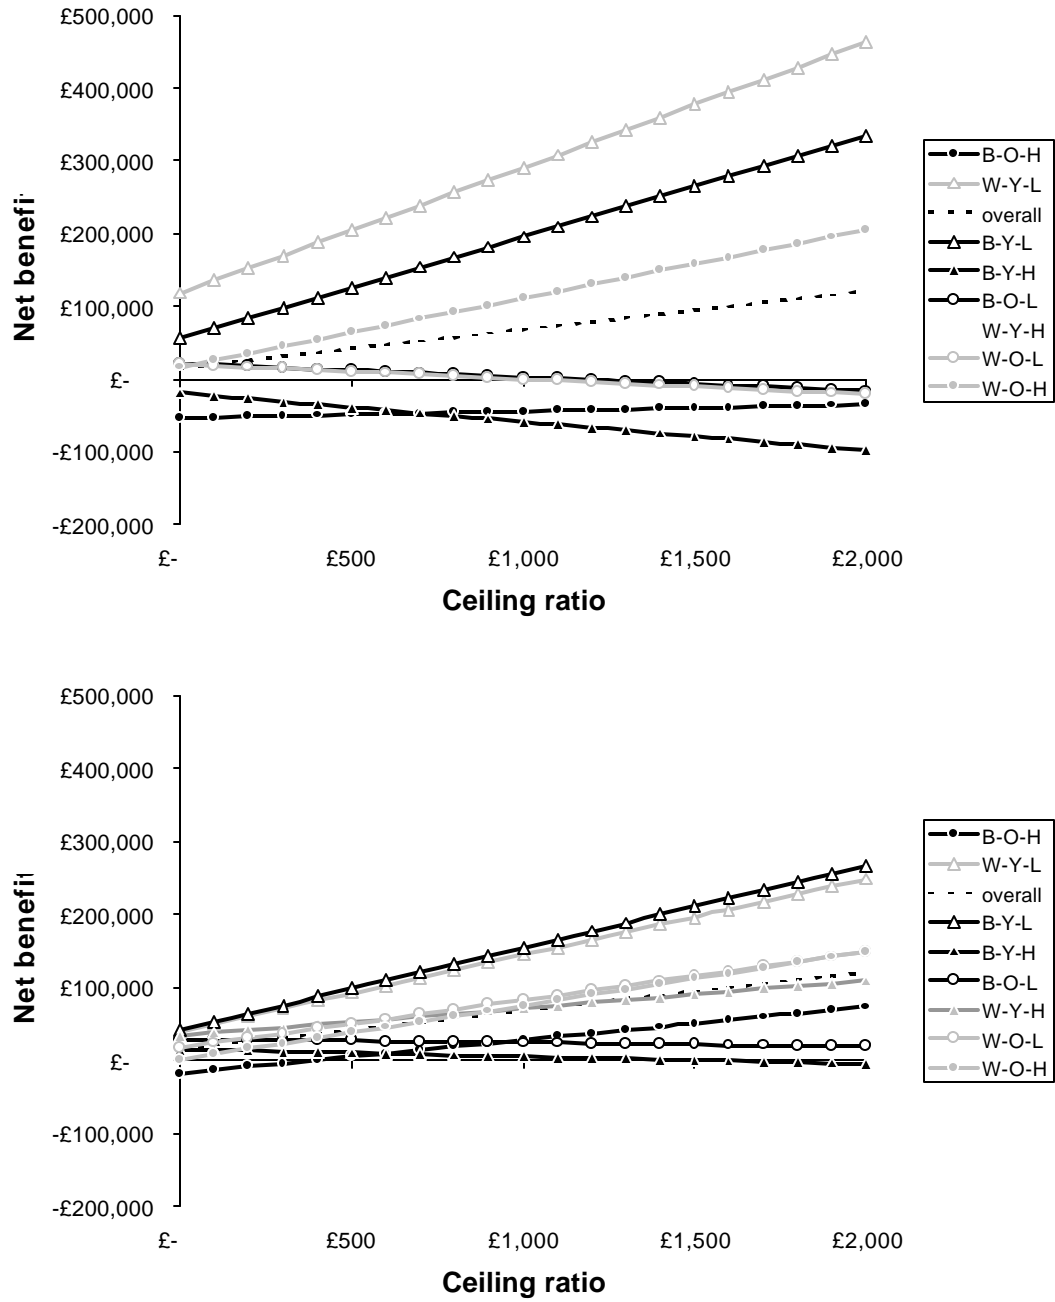 £500,000
£400,000
£300,000
£200,000
£100,000
£-
-£100,000
-£200,000
£-
£500
£1,000
£1,500
£2,000
Ceiling ratio
Net benefi
B-O-H
W-Y-L
overall
B-Y-L
B-Y-H
B-O-L
W-Y-H
W-O-L
W-O-H
£500,000
£400,000
£300,000
£200,000
£100,000
£-
-£100,000
-£200,000
£-
£500
£1,000
£1,500
£2,000
Ceiling ratio
Net benefi
B-O-H
W-Y-L
overall
B-Y-L
B-Y-H
B-O-L
W-Y-H
W-O-L
W-O-H